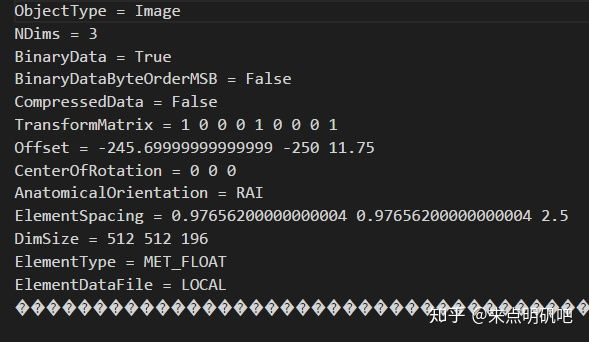 ObjectType = Image
NDims = 3
BinaryData = True
BinaryDataByteOrderMSB = False
CompressedData = False
TransformMatrix = 1 0 0 0 1 0 0 0 1
Offset = -245.69999999999999 -250 11.75
CenterOfRotation = 0 0 0
AnatomicalOrientation = RAI
ElementSpacing = 0.97656200000000004 0.97656200000000004 2.5
DimSize = 512 512 196
ElementType = MET_FLOAT
ElementDataFile = LOCAL
知乎 @来点明矾吧